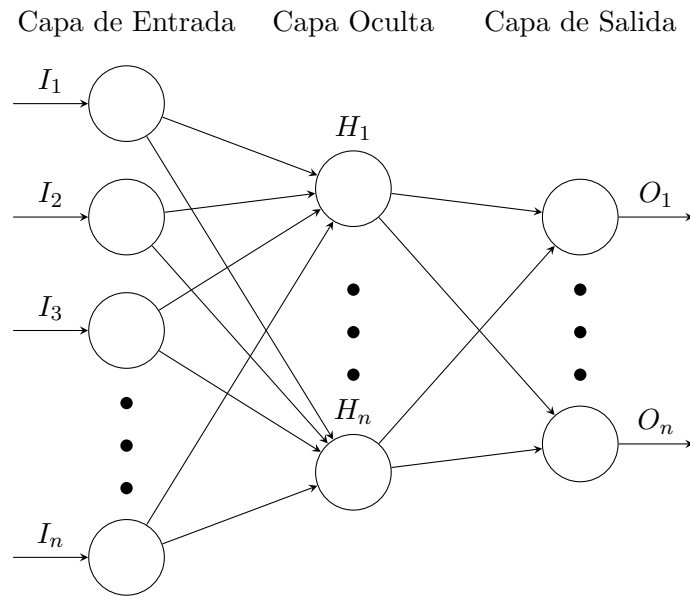 Capa de Entrada Capa Oculta Capa de Salida
I₁
H₁
I₂
O₁
I₃
Hₙ
Oₙ
Iₙ